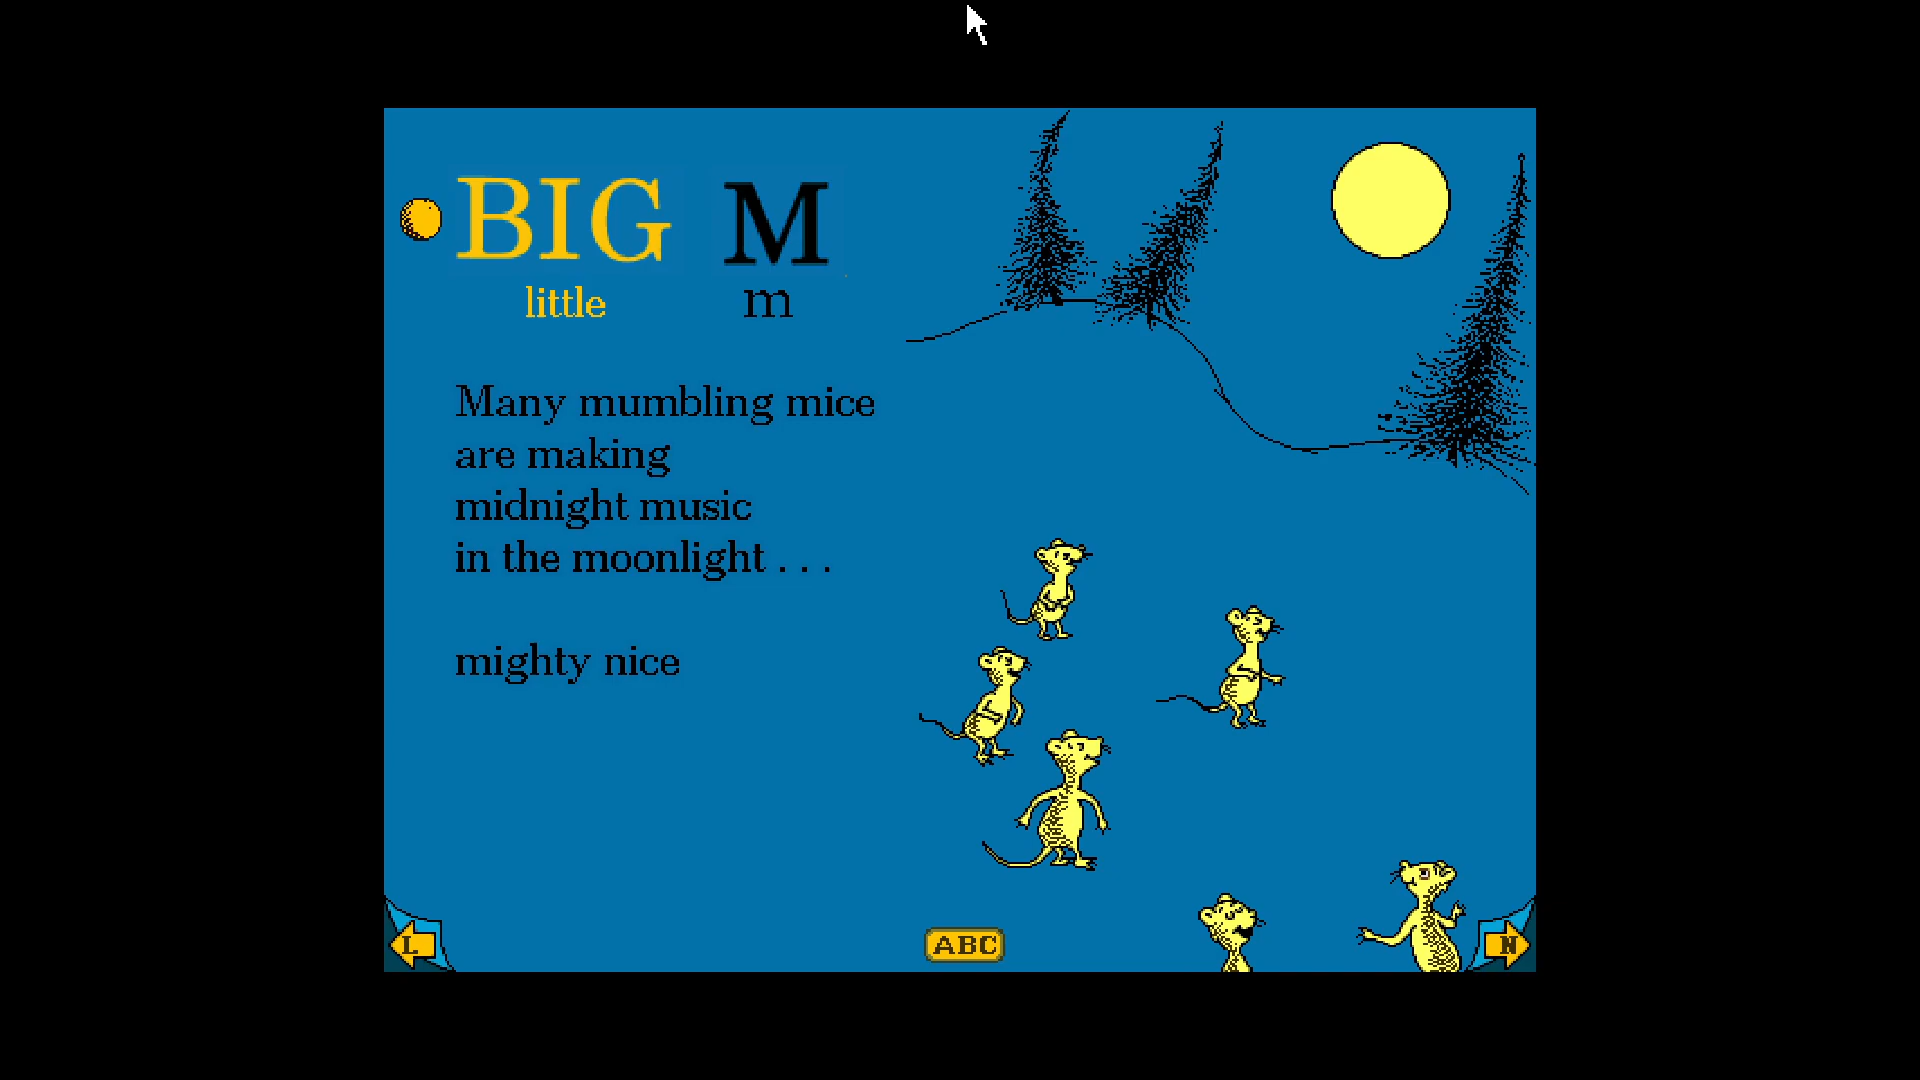 BIG M
little m
Many mumbling mice
are making
midnight music
in the moonlight . . .
mighty nice
L
ABC
N